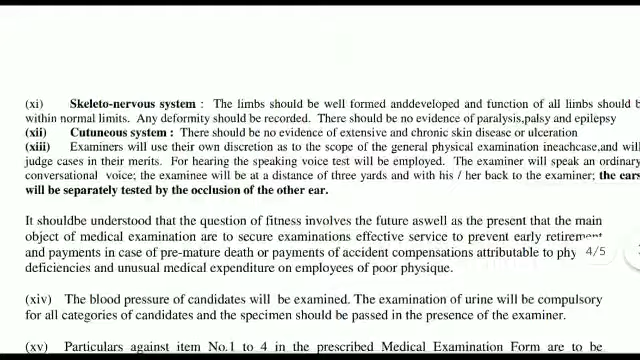 (xi) Skeleto-nervous system : The limbs should be well formed anddeveloped and function of all limbs should
within normal limits. Any deformity should be recorded. There should be no evidence of paralysis,palsy and epilepsy
(xii) Cutuneous system : There should be no evidence of extensive and chronic skin disease or ulceration
(xiii) Examiners will use their own discretion as to the scope of the general physical examination ineachcase,and will
judge cases in their merits. For hearing the speaking voice test will be employed. The examiner will speak an ordinary
conversational voice; the examinee will be at a distance of three yards and with his / her back to the examiner; the ears
will be separately tested by the occlusion of the other ear.
It shouldbe understood that the question of fitness involves the future aswell as the present that the main
object of medical examination are to secure examinations effective service to prevent early retirement
and payments in case of pre-mature death or payments of accident compensations attributable to phy 4/5
deficiencies and unusual medical expenditure on employees of poor physique.
(xiv) The blood pressure of candidates will be examined. The examination of urine will be compulsory
for all categories of candidates and the specimen should be passed in the presence of the examiner.
(xv) Particulars against item No.1 to 4 in the prescribed Medical Examination Form are to be